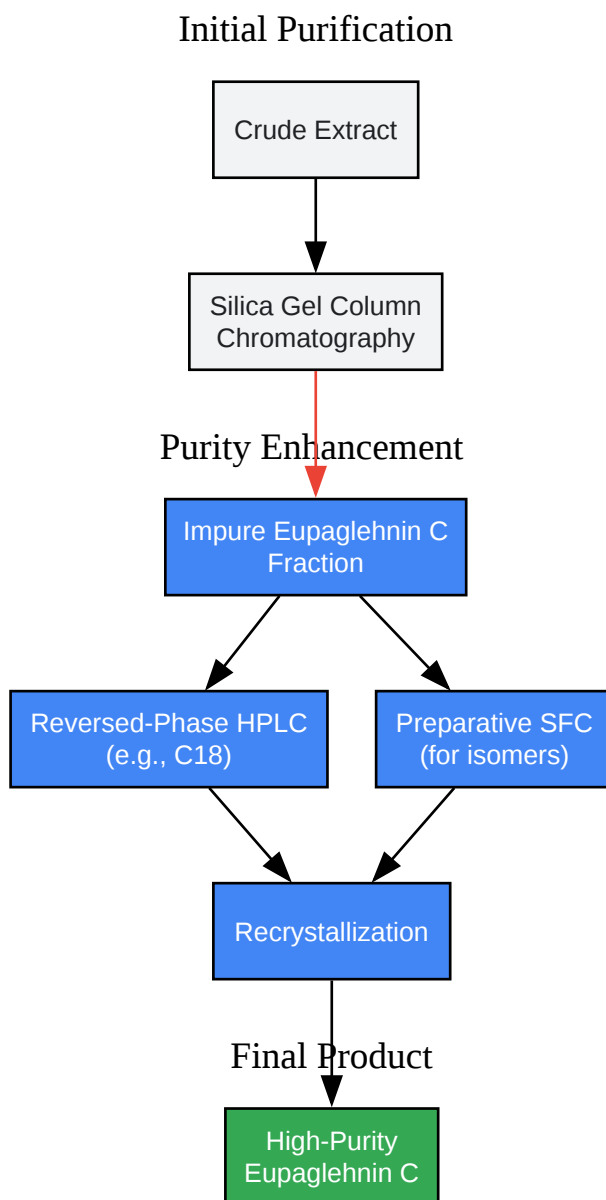 Initial Purification
Crude Extract
Silica Gel Column
Chromatography
Purity Enhancement
Impure Eupaglehnin C
Fraction
Reversed-Phase HPLC
(e.g., C18)
Preparative SFC
(for isomers)
Recrystallization
Final Product
High-Purity
Eupaglehnin C